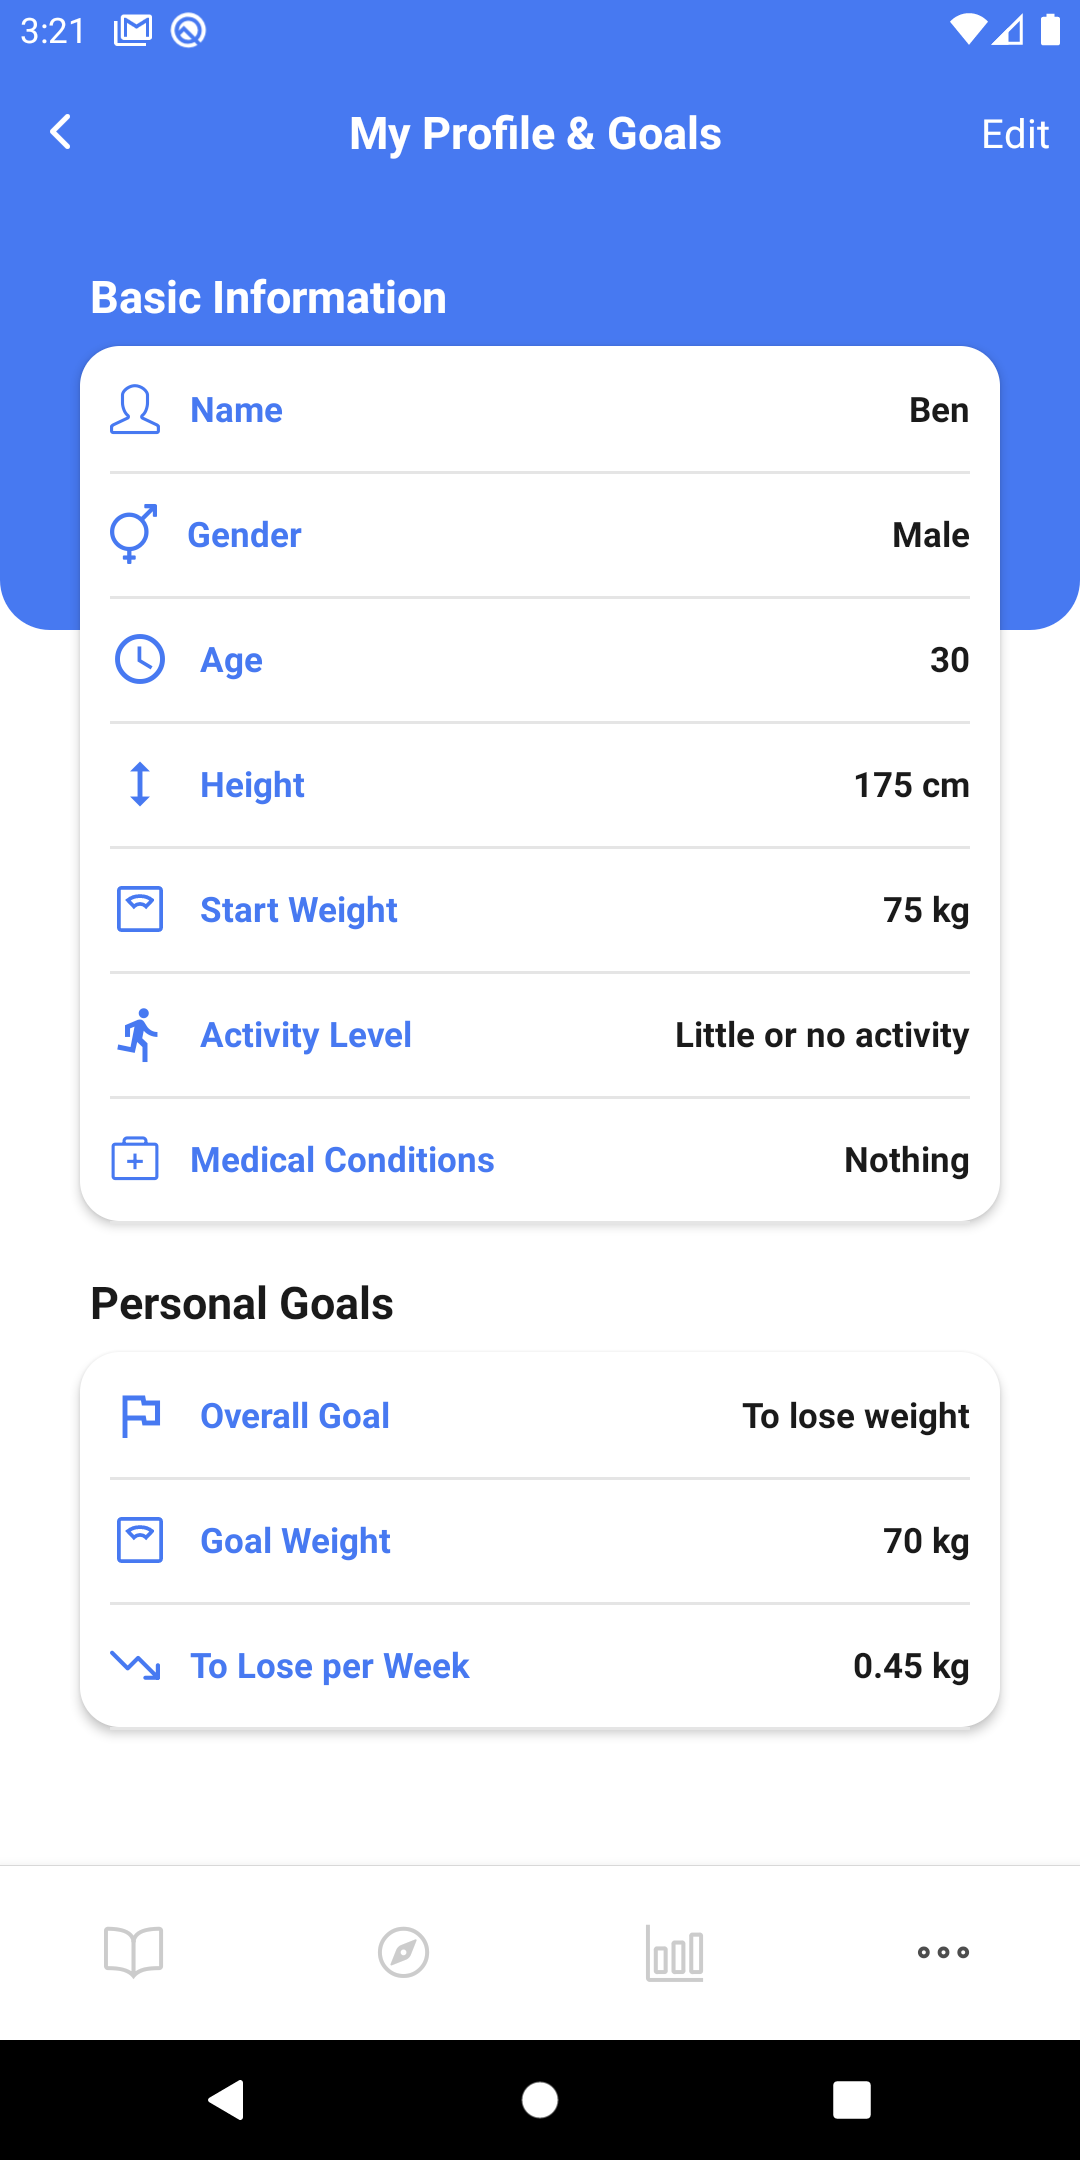 3:21
My Profile & Goals
Edit
Basic Information
Name Ben
Gender Male
Age 30
Height 175 cm
Start Weight 75 kg
Activity Level Little or no activity
Medical Conditions Nothing
Personal Goals
Overall Goal To lose weight
Goal Weight 70 kg
To Lose per Week 0.45 kg